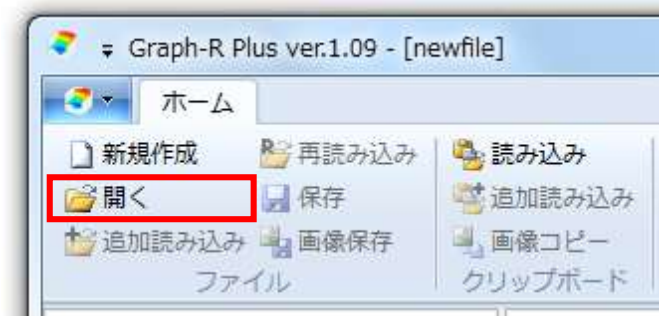 Graph-R Plus ver.1.09 - [newfile]
ホーム
新規作成
再読み込み
読み込み
開く
保存
追加読み込み
追加読み込み
画像保存
画像コピー
ファイル
クリップボード